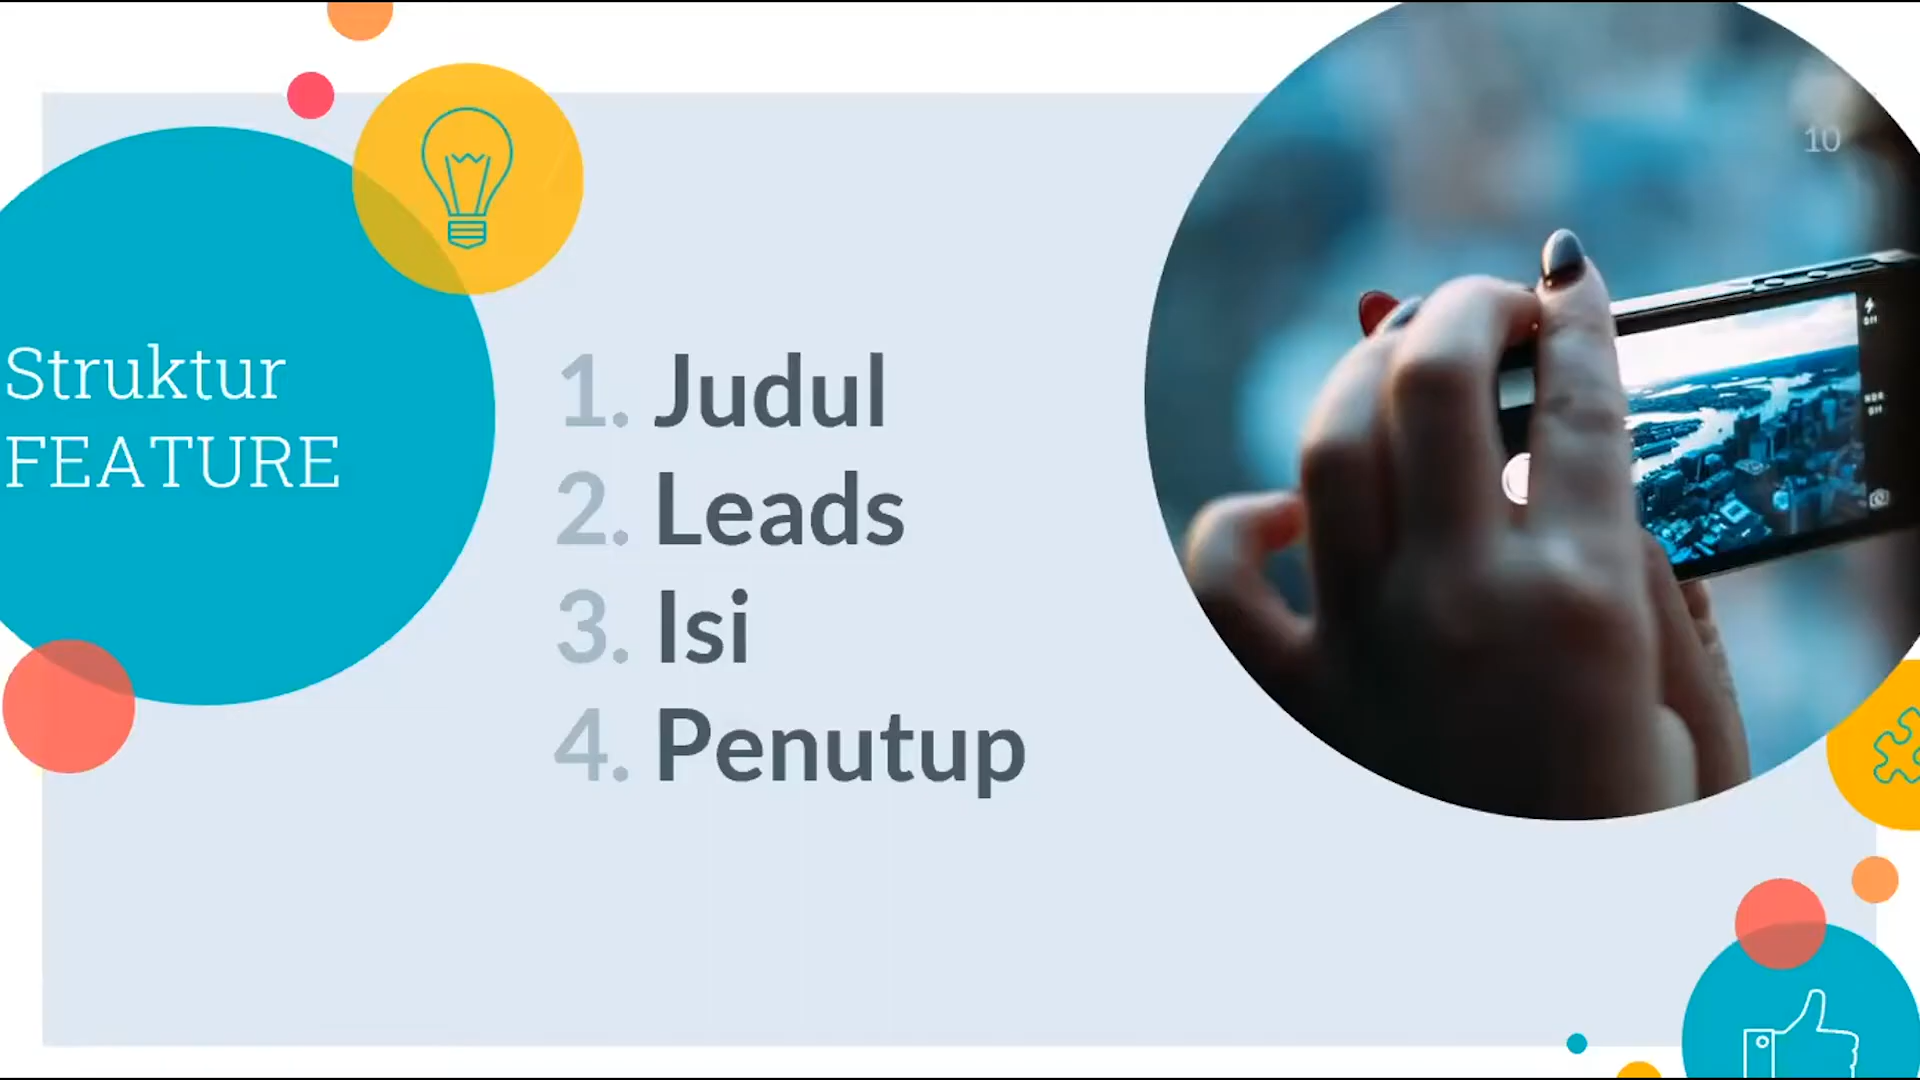 Struktur
FEATURE
1. Judul
2. Leads
3. Isi
4. Penutup
10